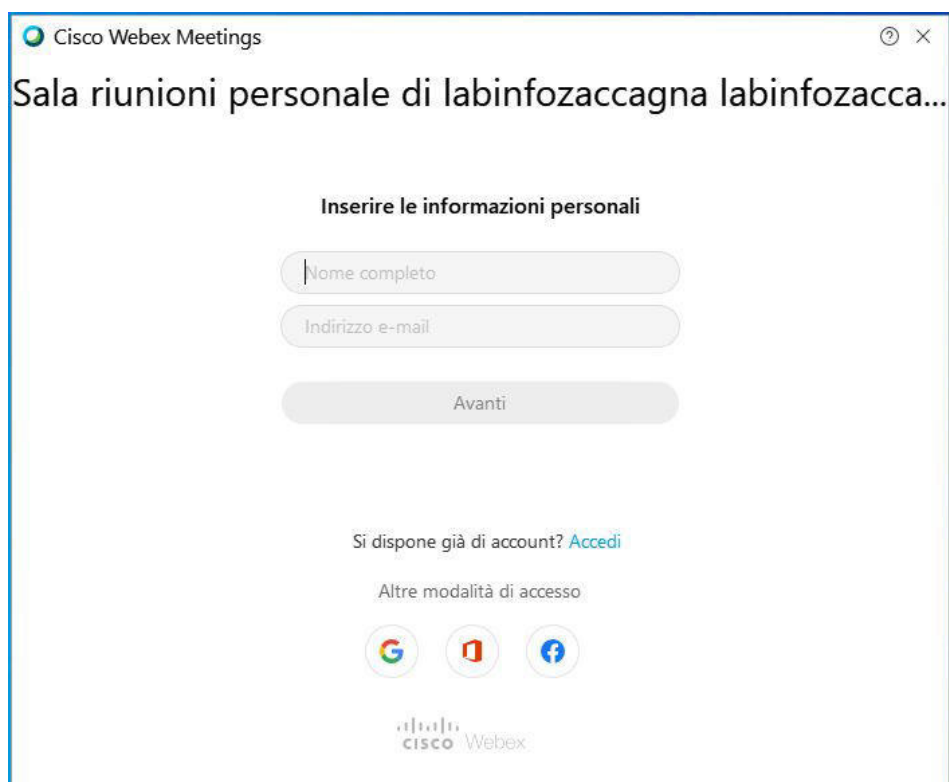 Cisco Webex Meetings
Sala riunioni personale di labinfozaccagna labinfozacca...
Inserire le informazioni personali
Nome completo
Indirizzo e-mail
Avanti
Si dispone già di account? Accedi
Altre modalità di accesso
cisco Webex